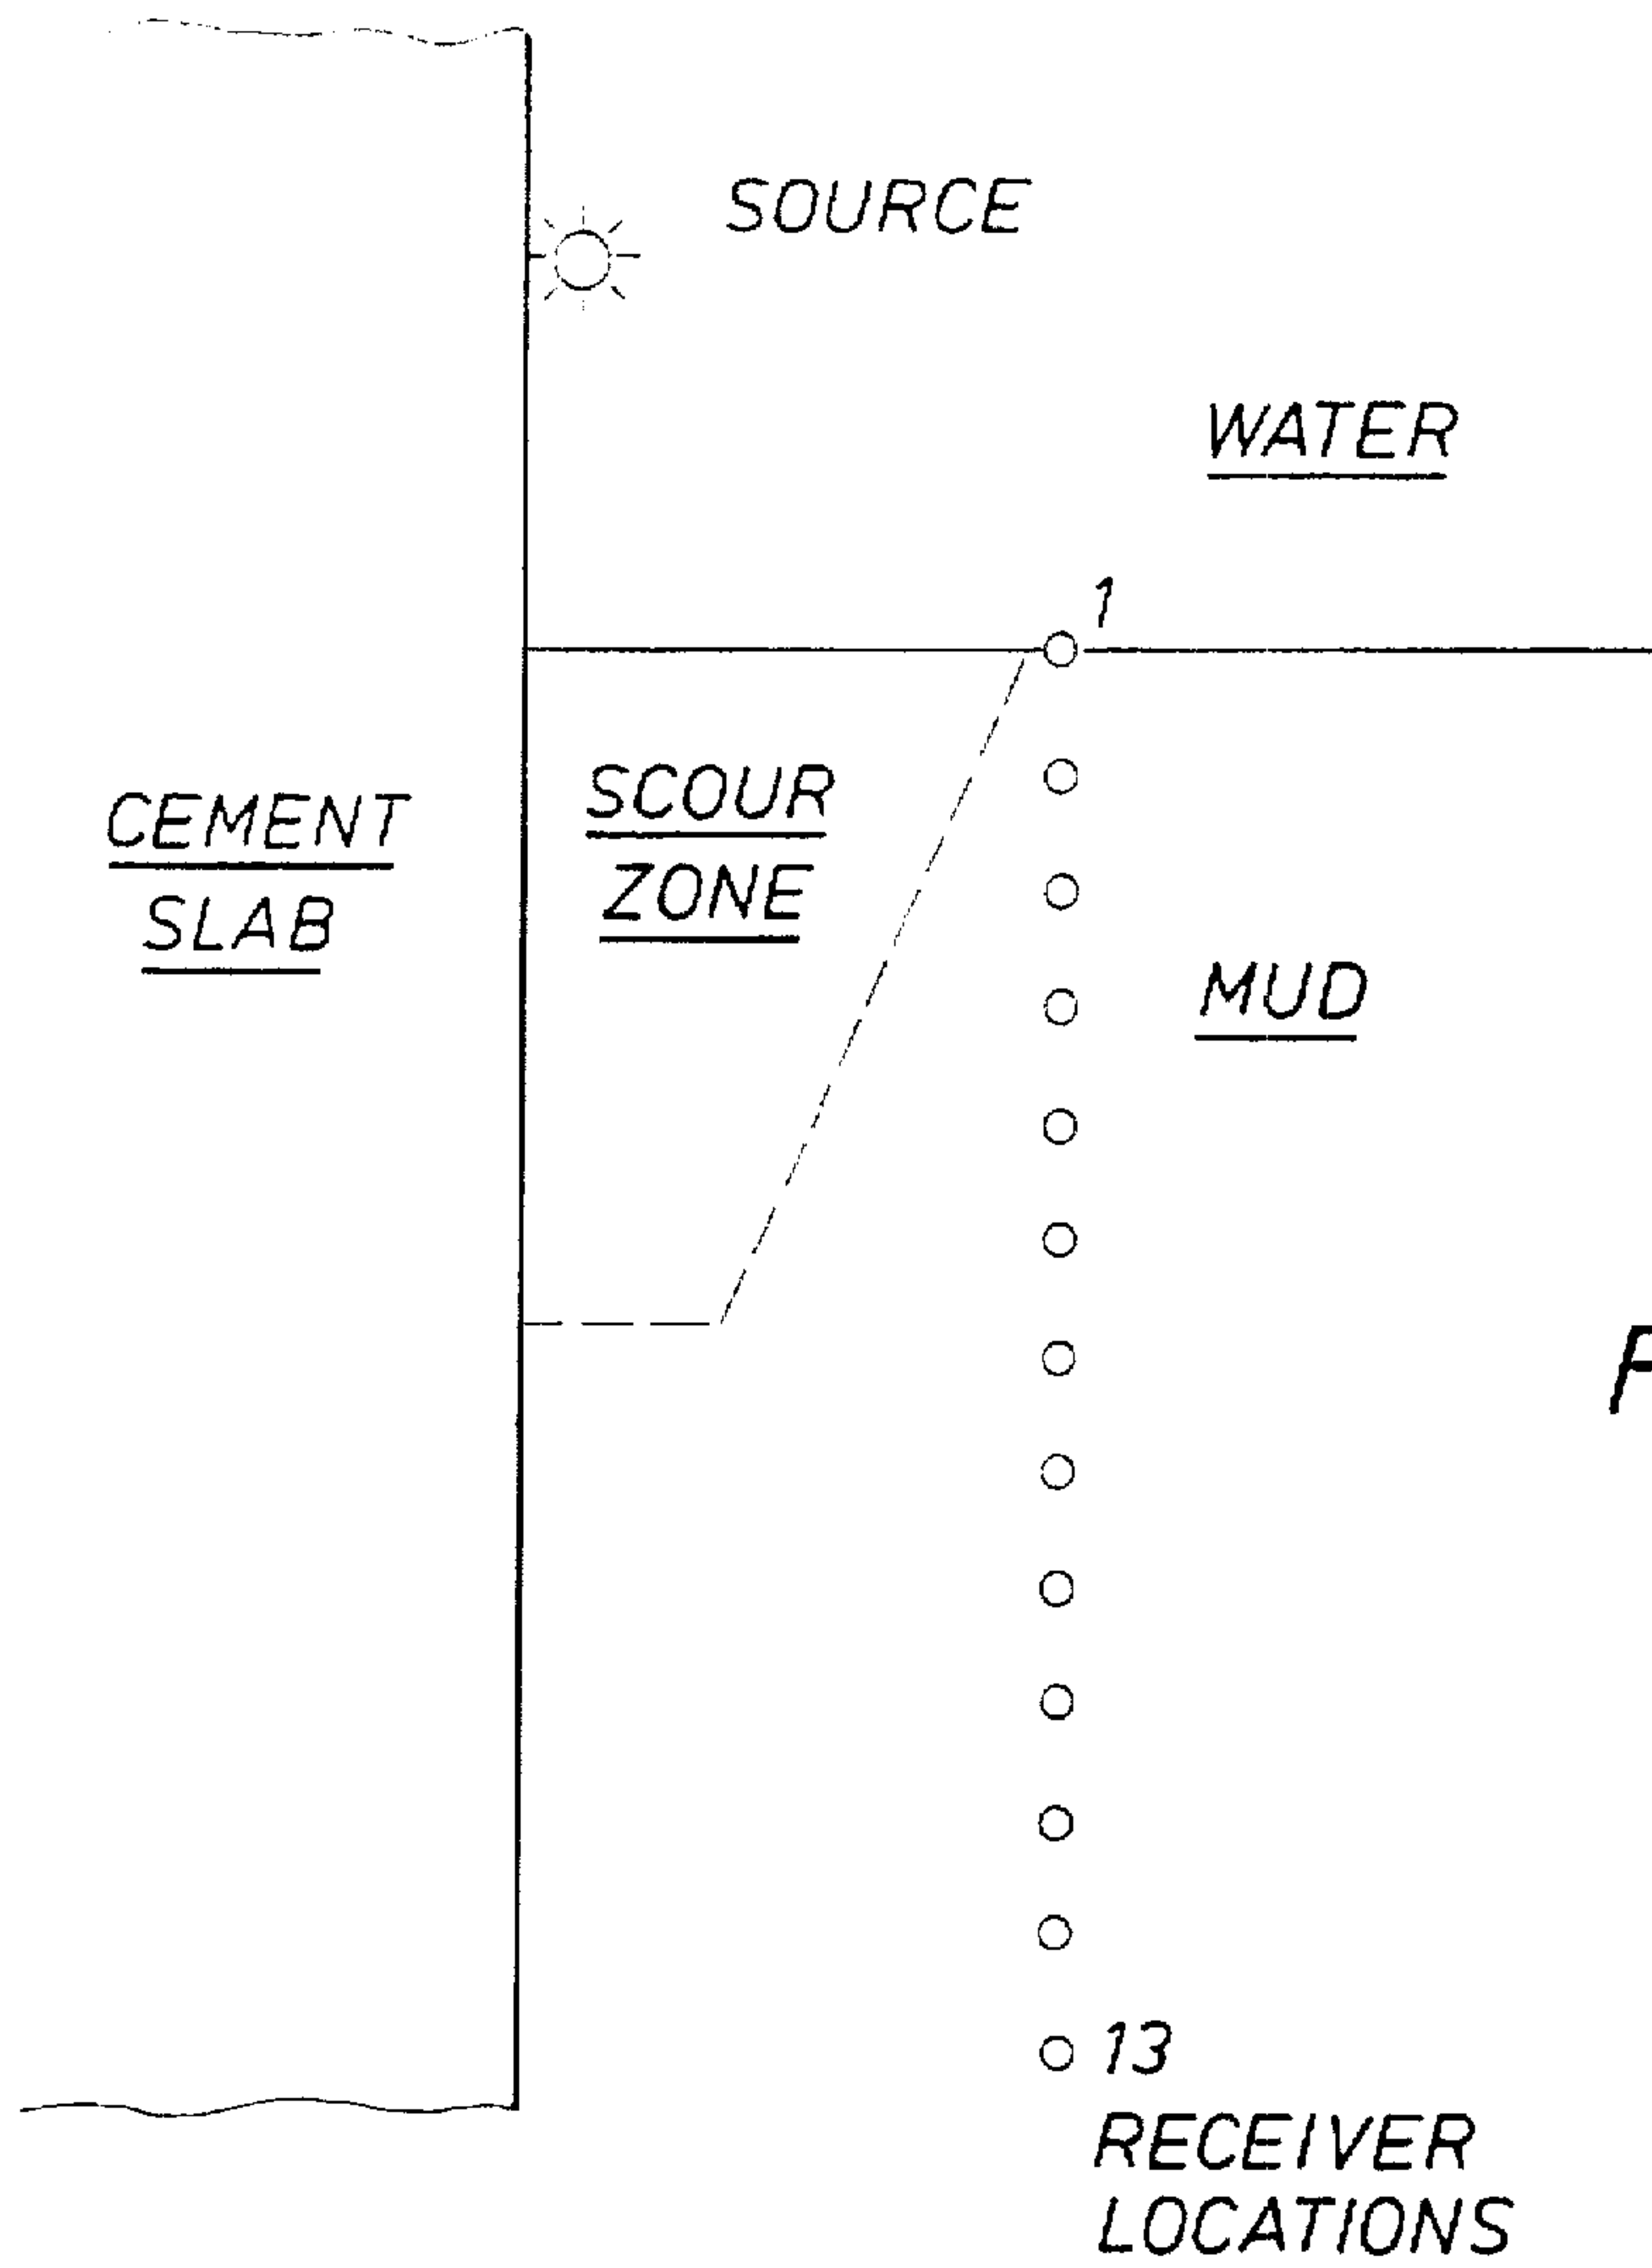 SOURCE
WATER
1
CEMENT
SLAB
SCOUR
ZONE
MUD
13
RECEIVER
LOCATIONS